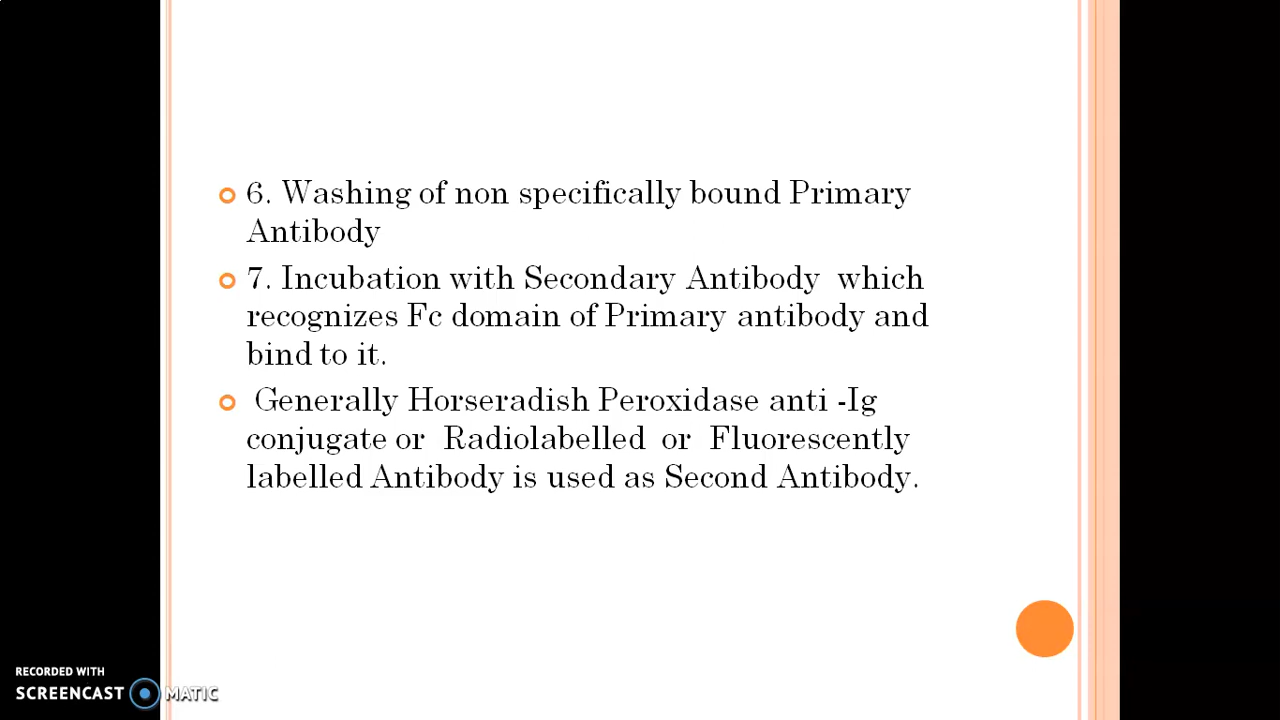 6. Washing of non specifically bound Primary
Antibody
7. Incubation with Secondary Antibody which
recognizes Fc domain of Primary antibody and
bind to it.
Generally Horseradish Peroxidase anti -Ig
conjugate or Radiolabelled or Fluorescently
labelled Antibody is used as Second Antibody.
RECORDED WITH
SCREENCAST MATIC